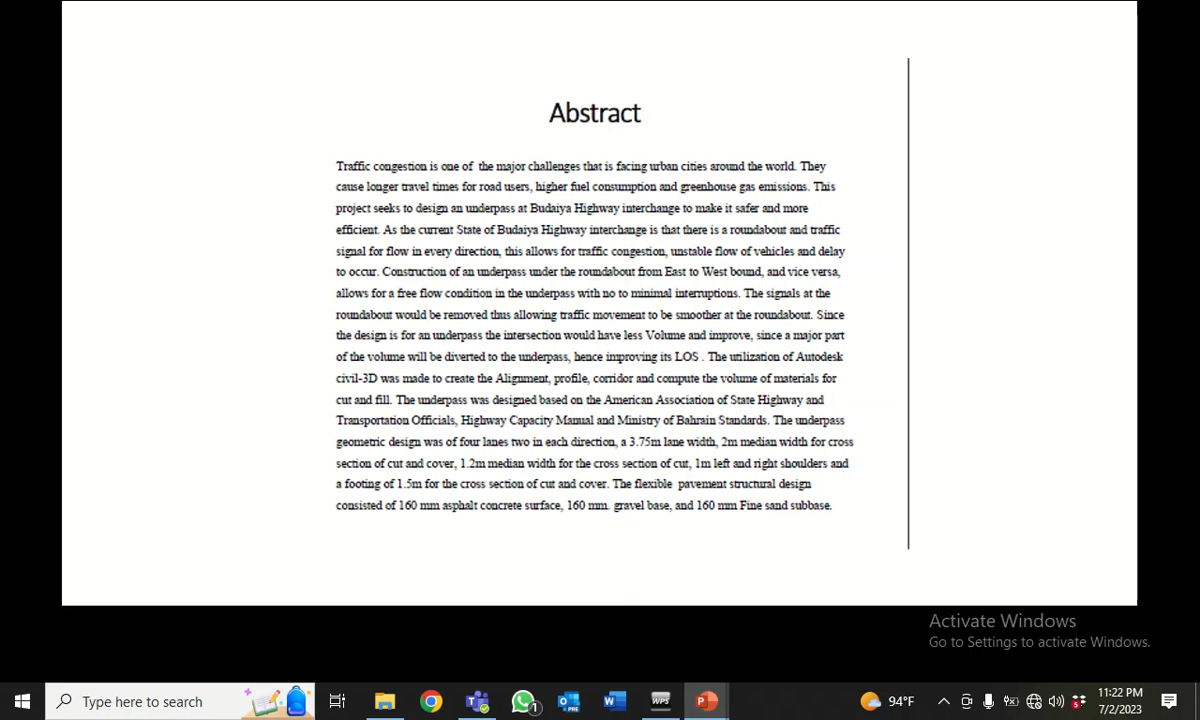 Abstract
Traffic congestion is one of the major challenges that is facing urban cities around the world. They
cause longer travel times for road users, higher fuel consumption and greenhouse gas emissions. This
project seeks to design an underpass at Budaiya Highway interchange to make it safer and more
efficient. As the current State of Budaiya Highway interchange is that there is a roundabout and traffic
signal for flow in every direction, this allows for traffic congestion, unstable flow of vehicles and delay
to occur. Construction of an underpass under the roundabout from East to West bound, and vice versa,
allows for a free flow condition in the underpass with no to minimal interruptions. The signals at the
roundabout would be removed thus allowing traffic movement to be smoother at the roundabout. Since
the design is for an underpass the intersection would have less Volume and improve, since a major part
of the volume will be diverted to the underpass, hence improving its LOS . The utilization of Autodesk
civil-3D was made to create the Alignment, profile, corridor and compute the volume of materials for
cut and fill. The underpass was designed based on the American Association of State Highway and
Transportation Officials, Highway Capacity Manual and Ministry of Bahrain Standards. The underpass
geometric design was of four lanes two in each direction, a 3.75m lane width, 2m median width for cross
section of cut and cover, 1.2m median width for the cross section of cut, 1m left and right shoulders and
a footing of 1.5m for the cross section of cut and cover. The flexible pavement structural design
consisted of 160 mm asphalt concrete surface, 160 mm. gravel base, and 160 mm Fine sand subbase.
Activate Windows
Go to Settings to activate Windows.
Type here to search
1
PRE
W
WPS
P
94°F
11:22 PM
7/2/2023